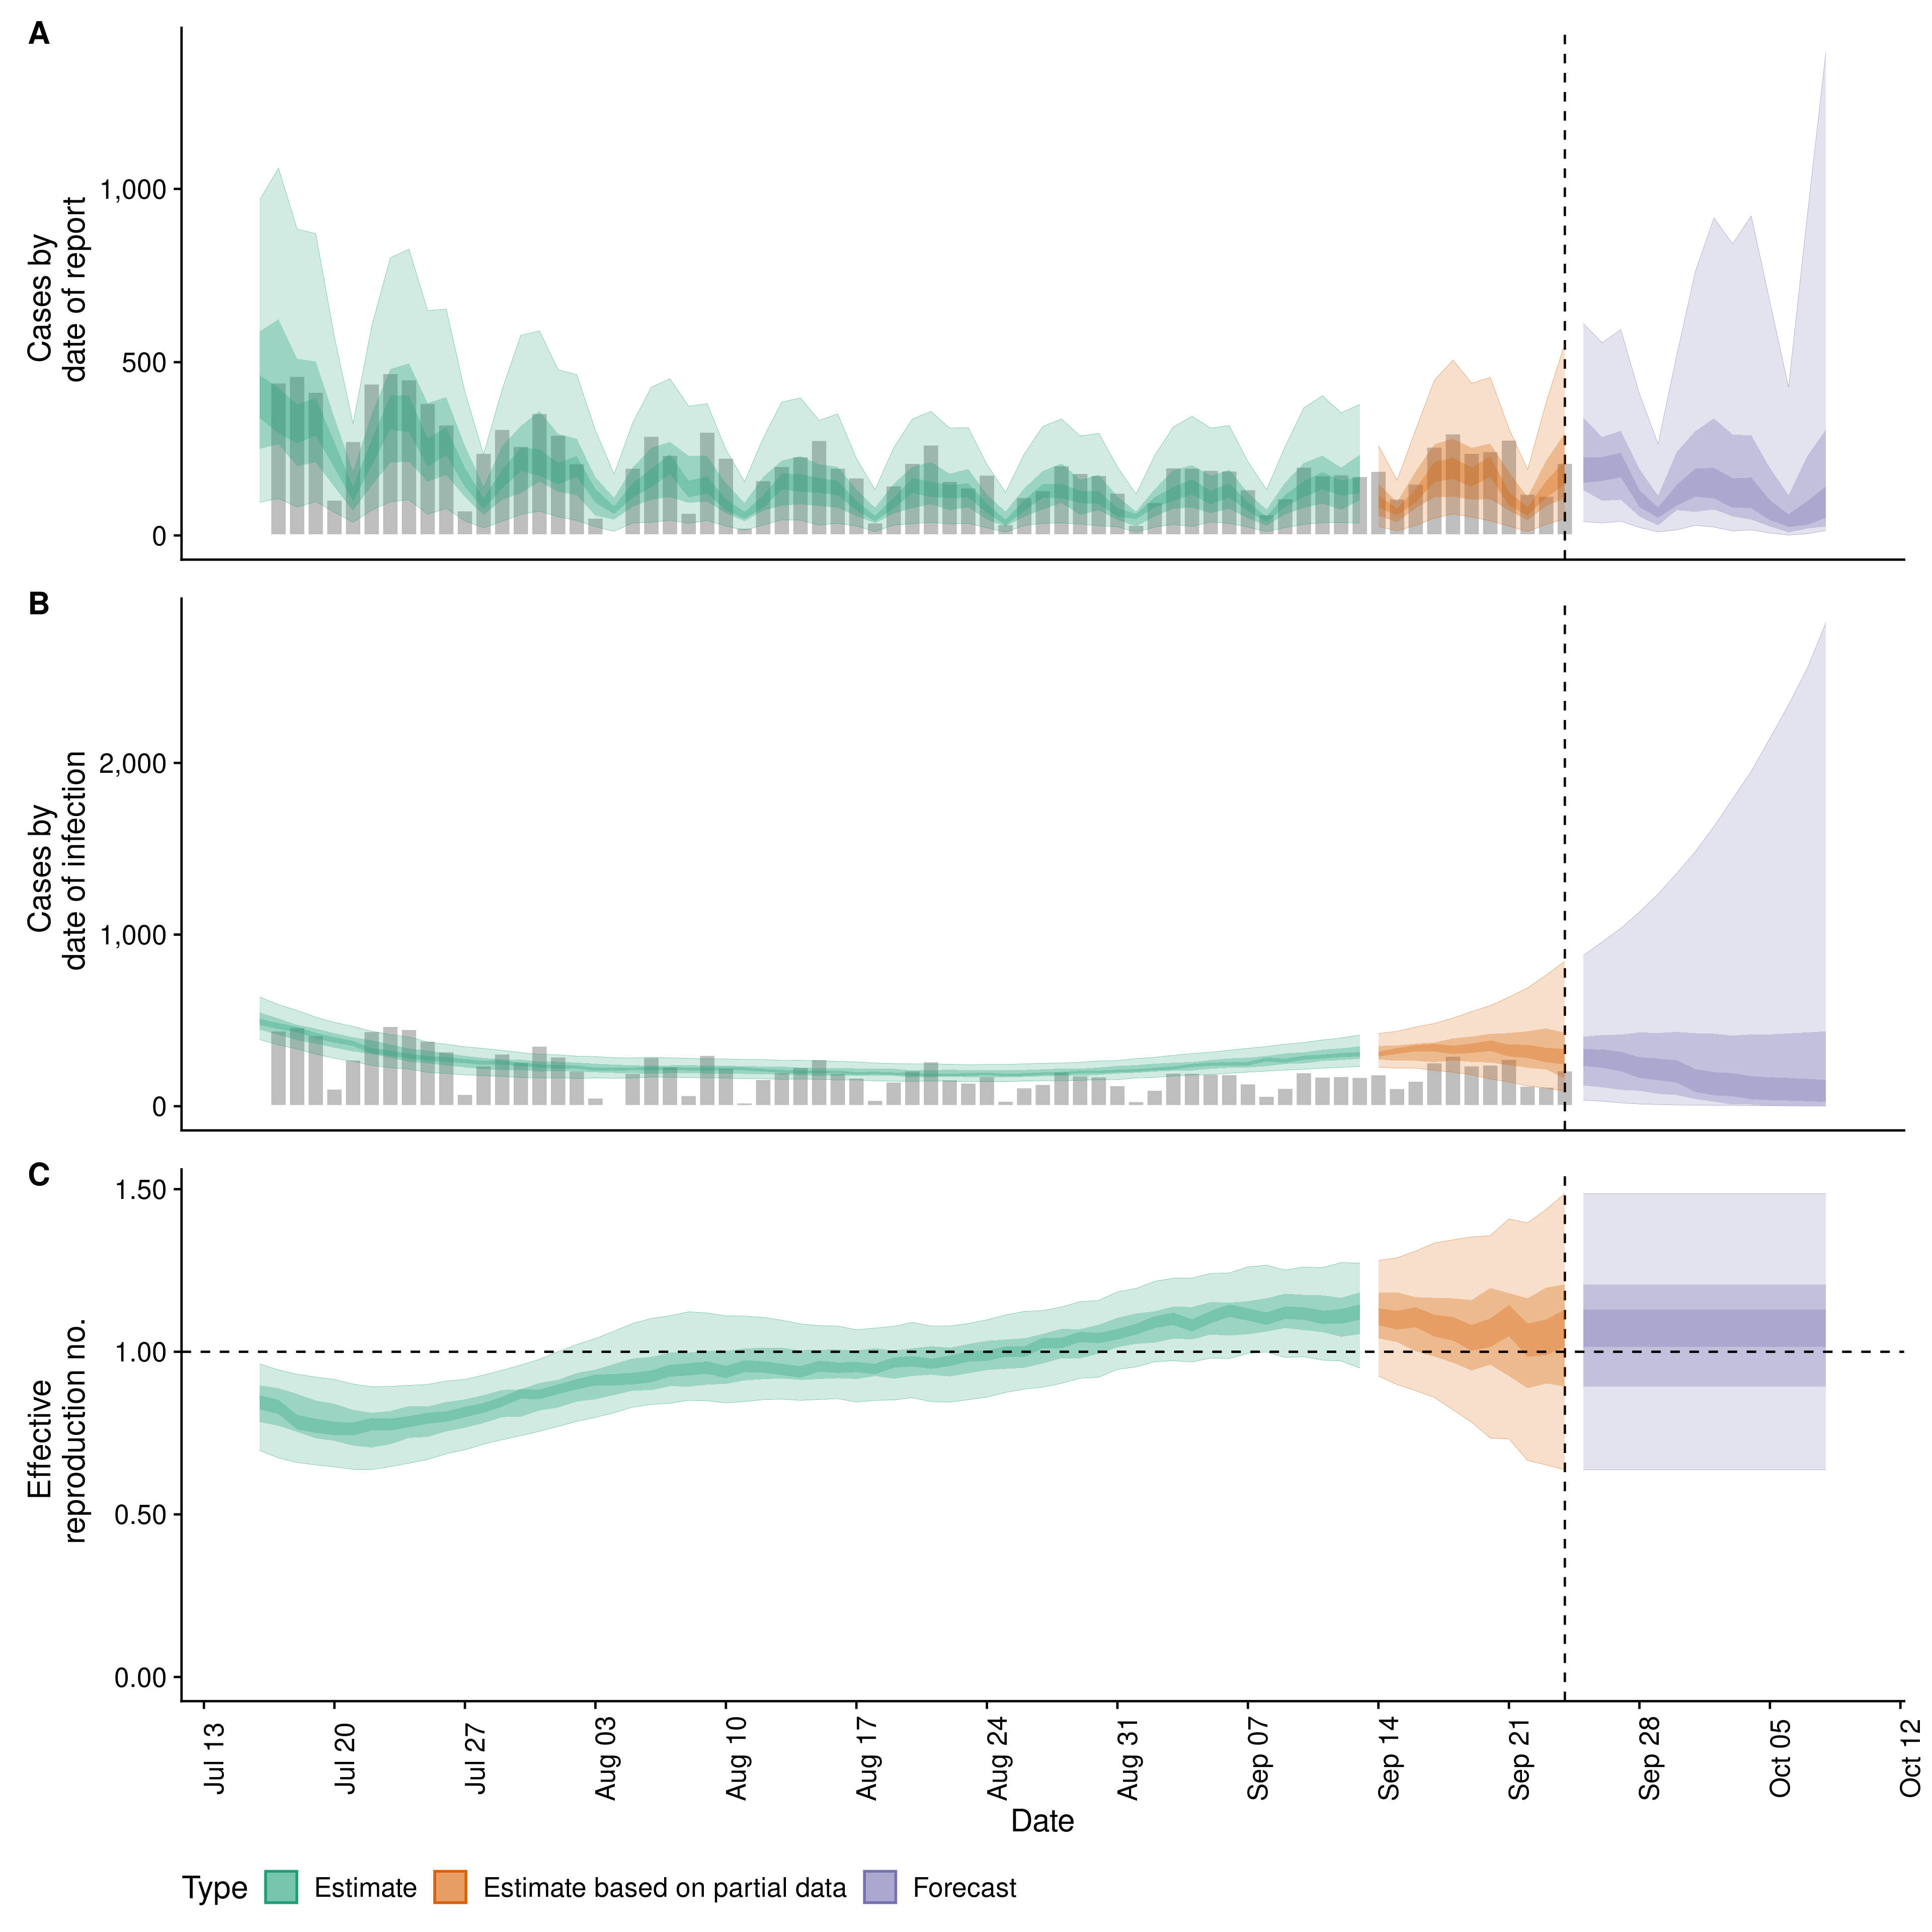 A
Cases by
date of report
1,000
500
0
B
Cases by
date of infection
2,000
1,000
0
C
Effective
reproduction no.
1.50
1.00
0.50
0.00
Jul 13
Jul 20
Jul 27
Aug 03
Aug 10
Aug 17
Aug 24
Aug 31
Sep 07
Sep 14
Sep 21
Sep 28
Oct 05
Oct 12
Date
Type Estimate Estimate based on partial data Forecast